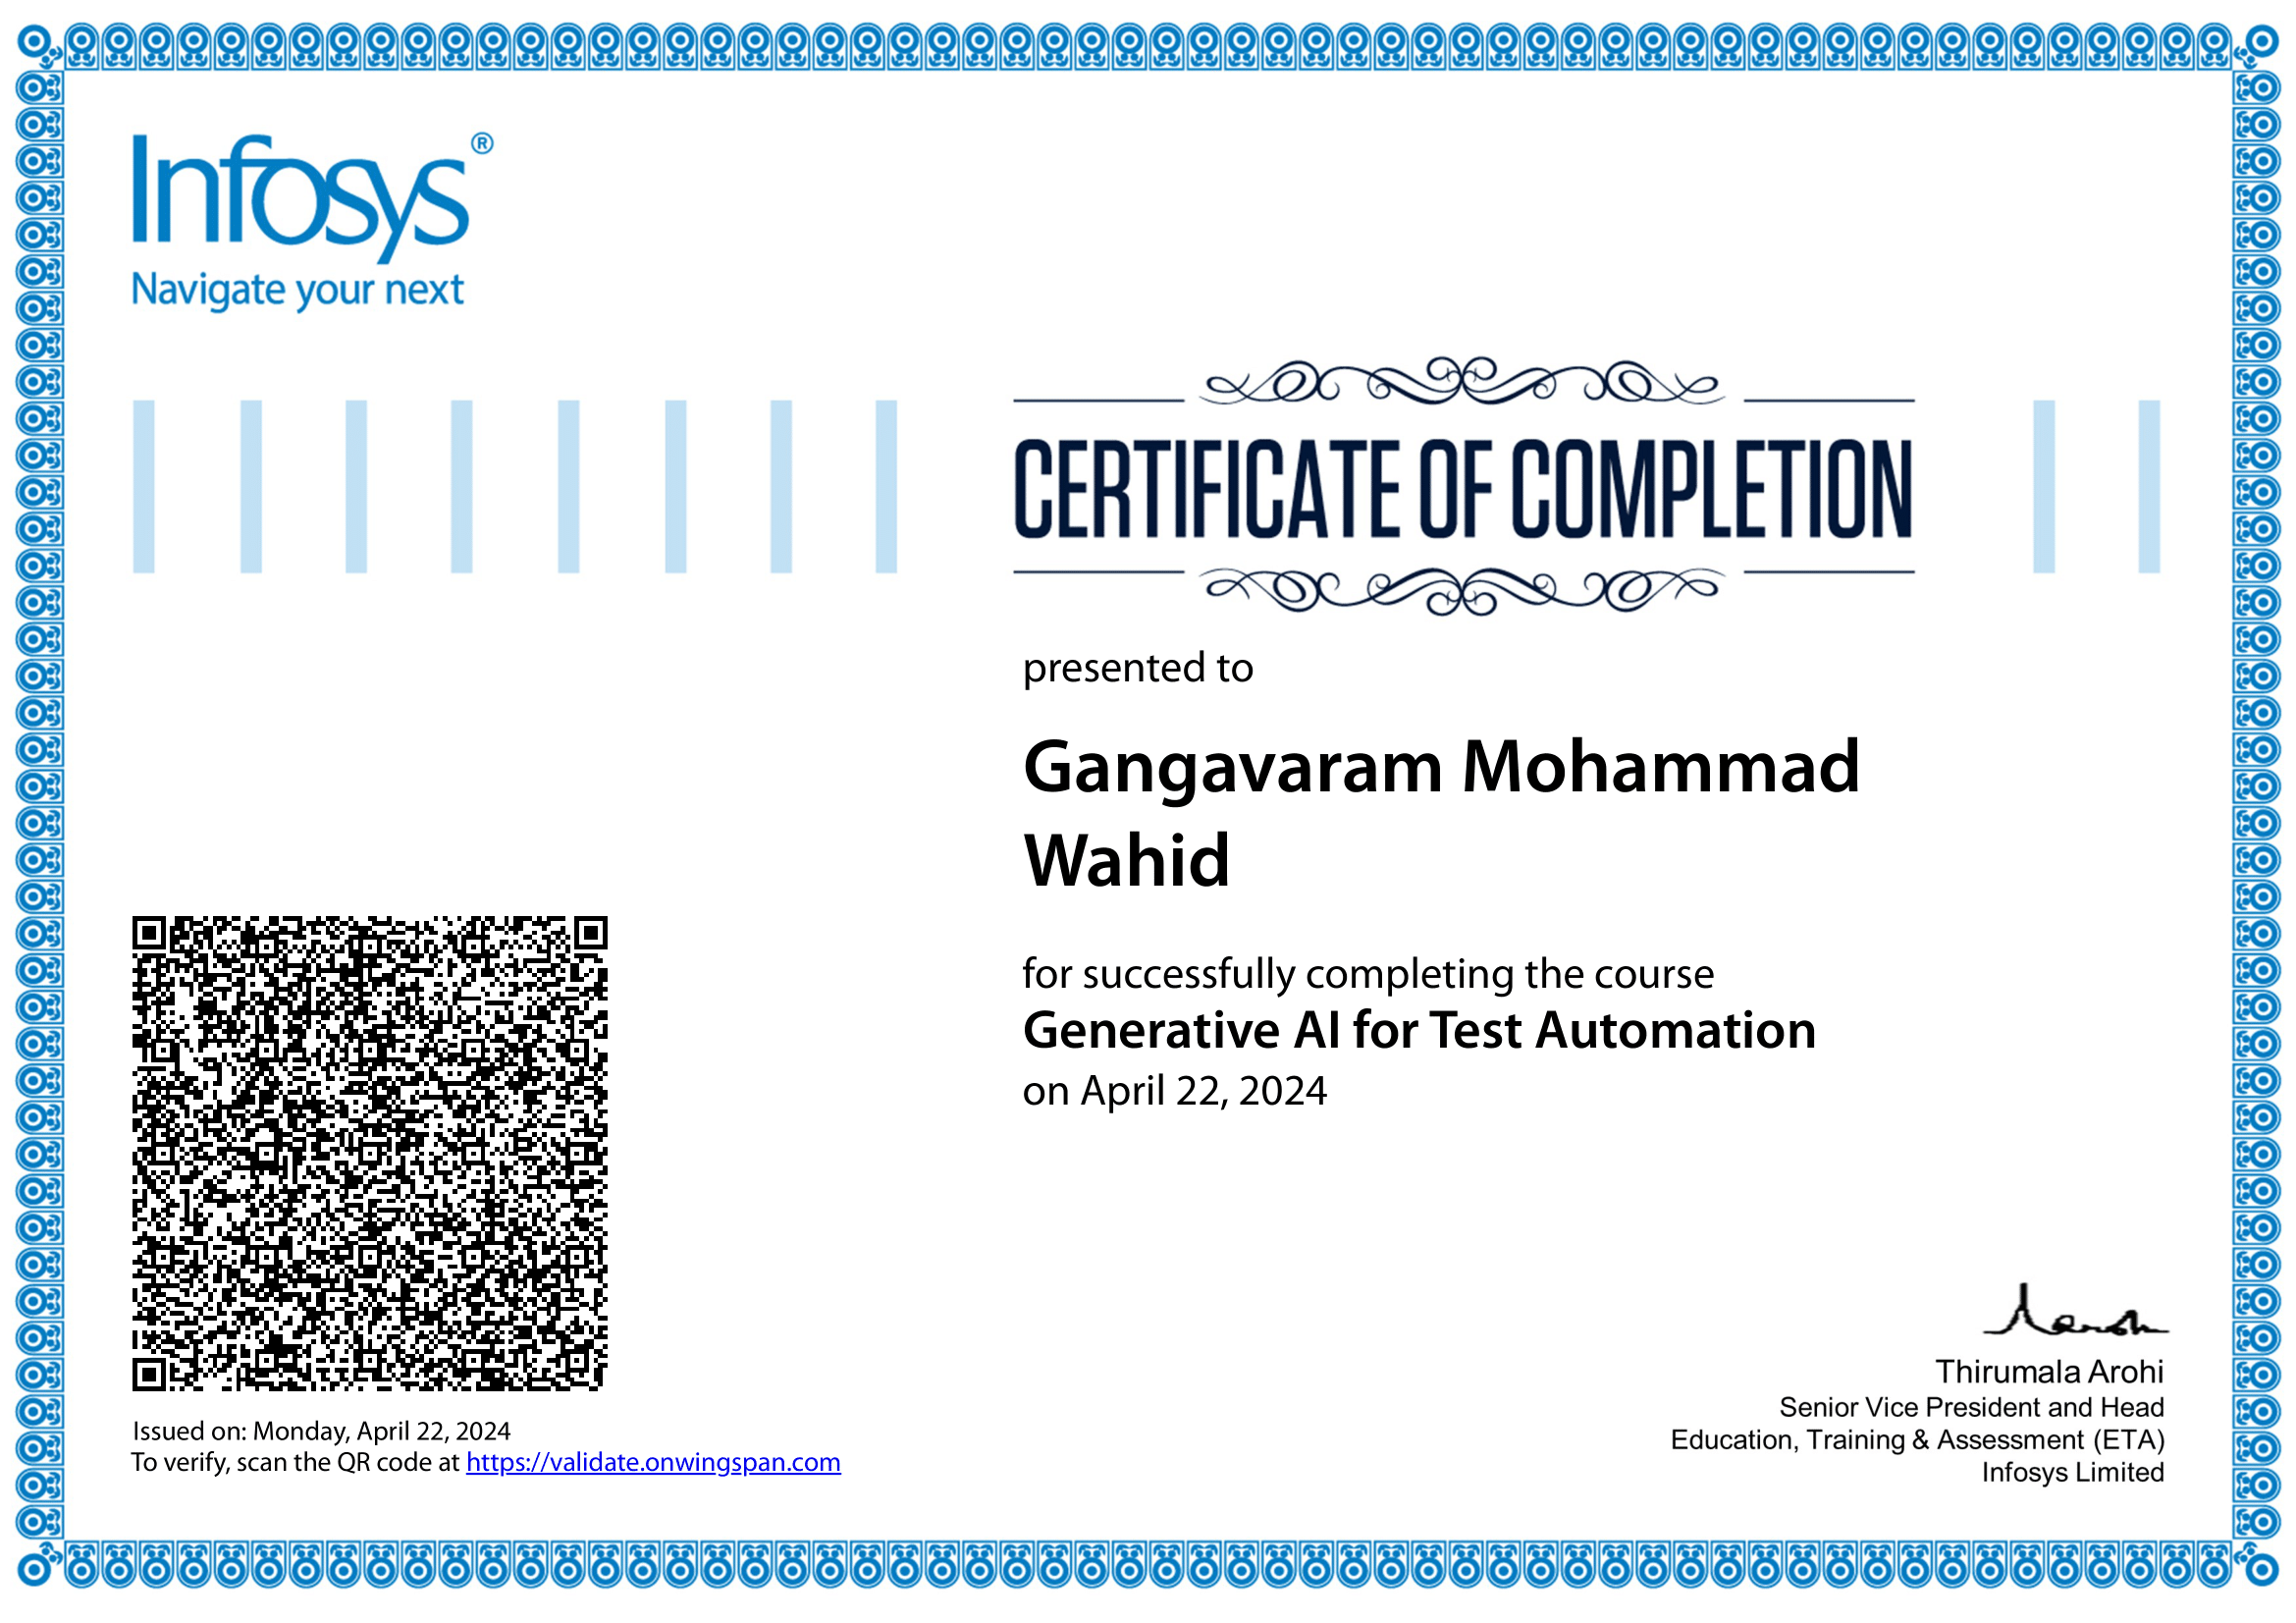 Infosys®
Navigate your next
CERTIFICATE OF COMPLETION
presented to
Gangavaram Mohammad
Wahid
for successfully completing the course
Generative AI for Test Automation
on April 22, 2024
Thirumala Arohi
Senior Vice President and Head
Education, Training & Assessment (ETA)
Infosys Limited
Issued on: Monday, April 22, 2024
To verify, scan the QR code at https://validate.onwingspan.com